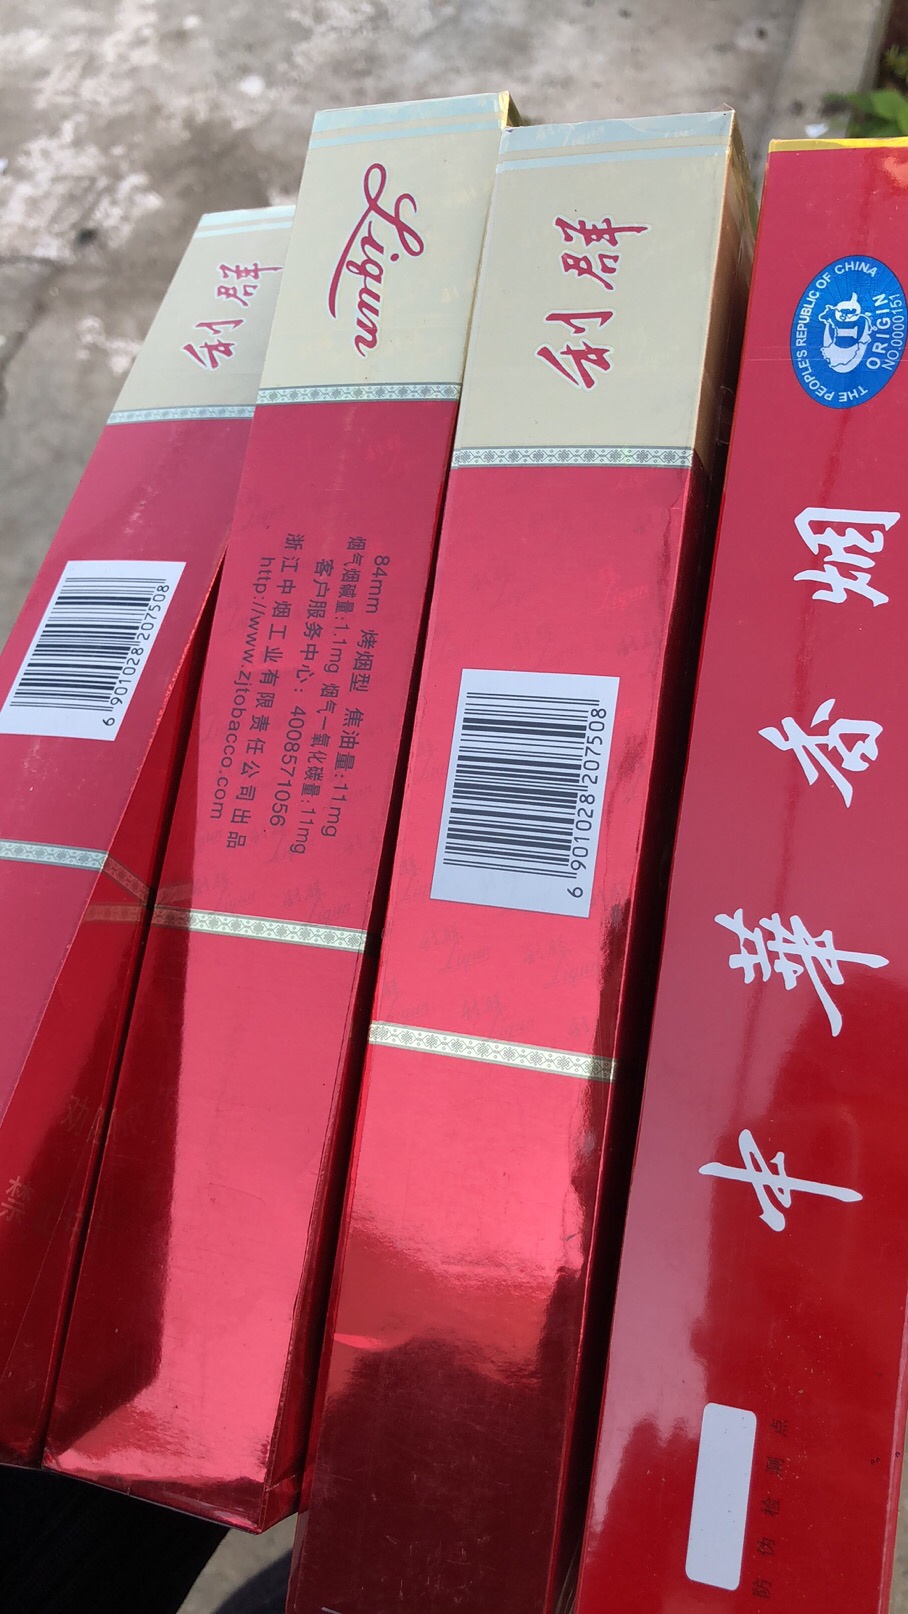 利群
6 901028 207508
Liqun
84mm 烤烟型 焦油量:11mg
烟气烟碱量:1.1mg 烟气一氧化碳量:11mg
客户服务中心: 4008571056
浙江中烟工业有限责任公司出品
http://www.zjtobacco.com
利群
6 901028 207508
THE PEOPLE'S REPUBLIC OF CHINA
CIQ
ORIGIN
NO.0000151
中華香烟
防伪检测点